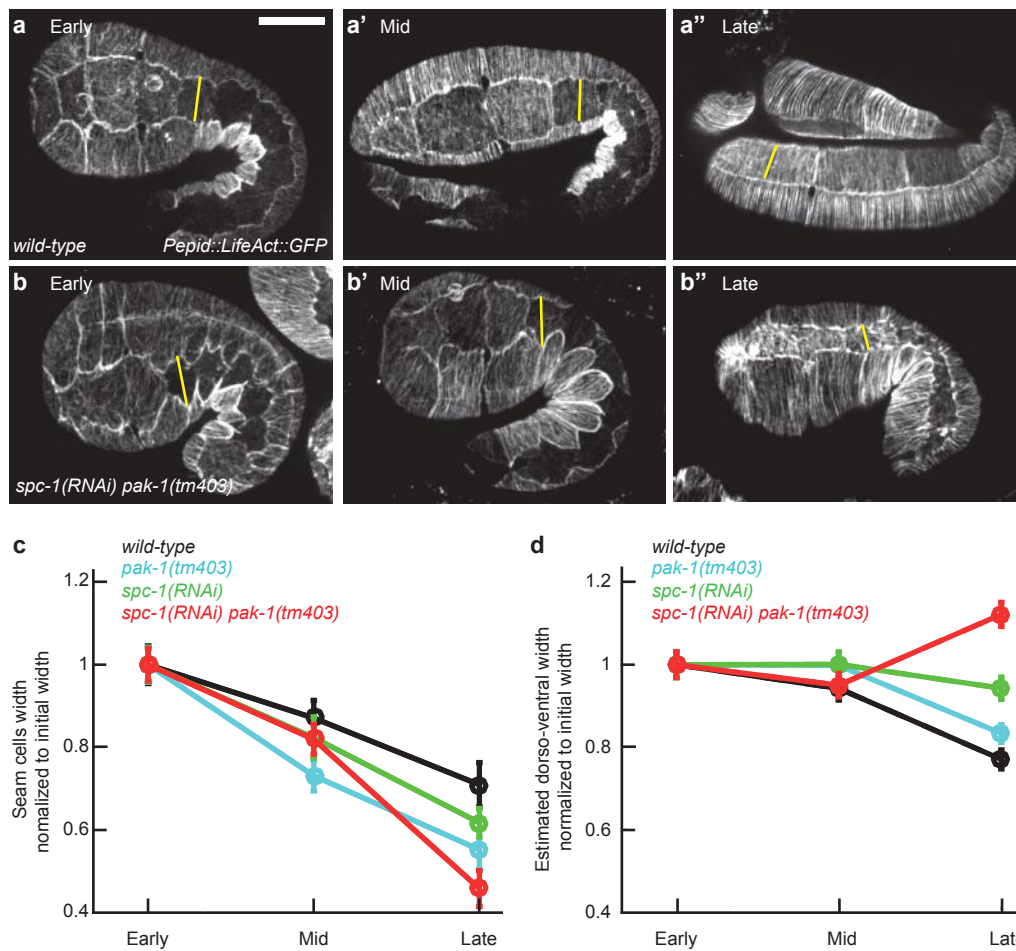 a Early
a' Mid
a" Late
wild-type Pepid::LifeAct::GFP
b Early
b' Mid
b" Late
spc-1(RNAi) pak-1(tm403)
c
wild-type
pak-1(tm403)
spc-1(RNAi)
spc-1(RNAi) pak-1(tm403)
Seam cells width
nomalized to initial width
1.2
1
0.8
0.6
0.4
Early Mid Late
d
wild-type
pak-1(tm403)
spc-1(RNAi)
spc-1(RNAi) pak-1(tm403)
Estimated dorso-ventral width
normalized to initial width
1.2
1
0.8
0.6
0.4
Early Mid Lat